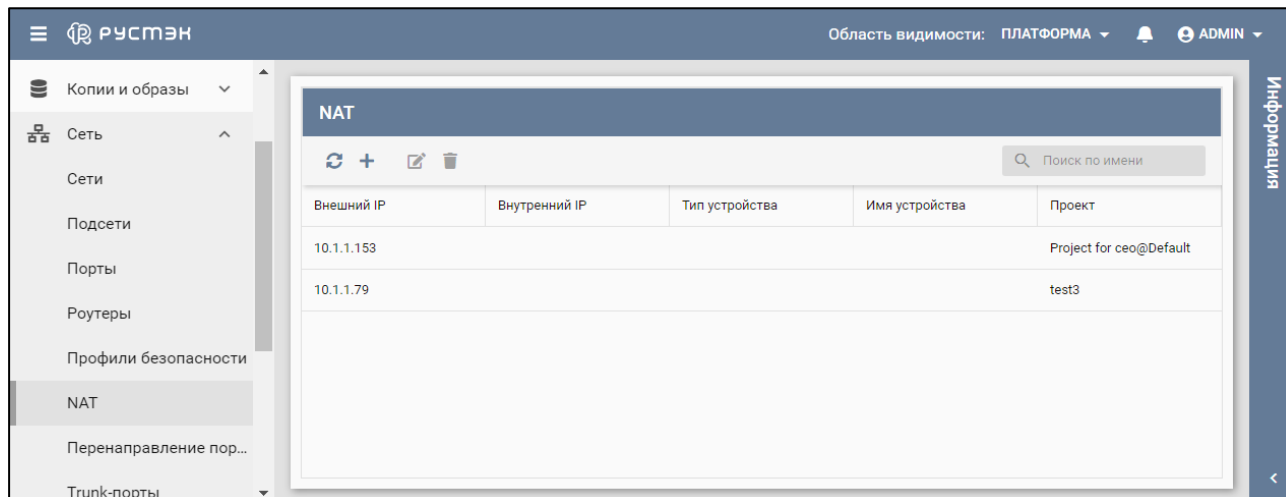 РУСТЭК
Область видимости: ПЛАТФОРМА
ADMIN
Копии и образы
Сеть
Сети
Подсети
Порты
Роутеры
Профили безопасности
NAT
Перенаправление пор...
Trunk-порты
NAT
Поиск по имени
Внешний IP Внутренний IP Тип устройства Имя устройства Проект
10.1.1.153 Project for ceo@Default
10.1.1.79 test3
Информация